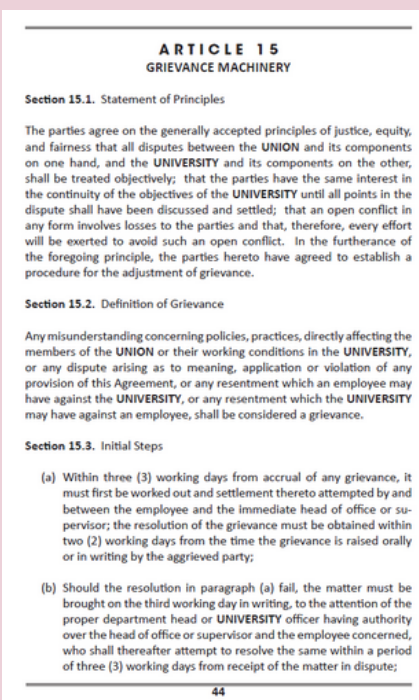 ARTICLE 15
GRIEVANCE MACHINERY
Section 15.1. Statement of Principles
The parties agree on the generally accepted principles of justice, equity,
and fairness that all disputes between the UNION and its components
on one hand, and the UNIVERSITY and its components on the other,
shall be treated objectively; that the parties have the same interest in
the continuity of the objectives of the UNIVERSITY until all points in the
dispute shall have been discussed and settled; that an open conflict in
any form involves losses to the parties and that, therefore, every effort
will be exerted to avoid such an open conflict. In the furtherance of
the foregoing principle, the parties hereto have agreed to establish a
procedure for the adjustment of grievance.
Section 15.2. Definition of Grievance
Any misunderstanding concerning policies, practices, directly affecting the
members of the UNION or their working conditions in the UNIVERSITY,
or any dispute arising as to meaning, application or violation of any
provision of this Agreement, or any resentment which an employee may
have against the UNIVERSITY, or any resentment which the UNIVERSITY
may have against an employee, shall be considered a grievance.
Section 15.3. Initial Steps
(a) Within three (3) working days from accrual of any grievance, it
must first be worked out and settlement thereto attempted by and
between the employee and the immediate head of office or su-
pervisor; the resolution of the grievance must be obtained within
two (2) working days from the time the grievance is raised orally
or in writing by the aggrieved party;
(b) Should the resolution in paragraph (a) fail, the matter must be
brought on the third working day in writing, to the attention of the
proper department head or UNIVERSITY officer having authority
over the head of office or supervisor and the employee concerned,
who shall thereafter attempt to resolve the same within a period
of three (3) working days from receipt of the matter in dispute;
44